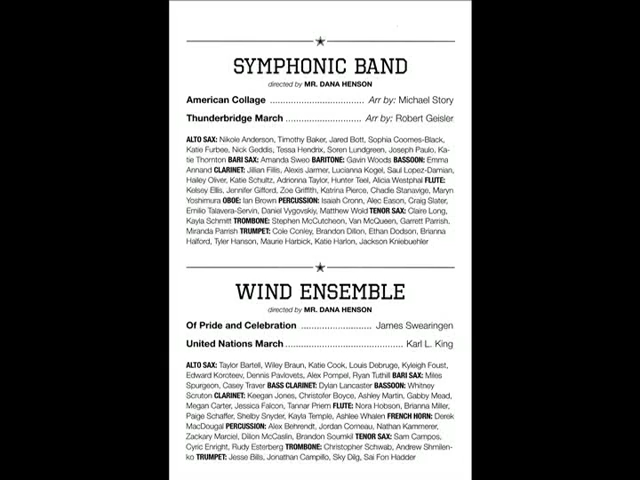 SYMPHONIC BAND
directed by MR. DANA HENSON
American Collage .................................... Arr by: Michael Story
Thunderbridge March ............................. Arr by: Robert Geisler
ALTO SAX: Nikole Anderson, Timothy Baker, Jared Bott, Sophia Coomes-Black,
Katie Furbee, Nick Geddis, Tessa Hendrix, Soren Lundgreen, Joseph Paulo, Ka-
tie Thornton BARI SAX: Amanda Sweo BARITONE: Gavin Woods BASSOON: Emma
Annand CLARINET: Jillian Fillis, Alexis Jarmer, Lucianna Kogel, Saul Lopez-Damian,
Hailey Oliver, Katie Schultz, Adrionna Taylor, Hunter Teel, Alicia Westphal FLUTE:
Kelsey Ellis, Jennifer Gifford, Zoe Griffith, Katrina Pierce, Chadle Stanavige, Maryn
Yoshimura OBOE: Ian Brown PERCUSSION: Isaiah Cronn, Alec Eason, Craig Slater,
Emilio Talavera-Servin, Daniel Vygovskiy, Matthew Wold TENOR SAX: Claire Long,
Kayla Schmitt TROMBONE: Stephen McCutcheon, Van McQueen, Garrett Parrish,
Miranda Parrish TRUMPET: Cole Conley, Brandon Dillon, Ethan Dodson, Brianna
Halford, Tyler Hanson, Maurie Harbick, Katie Harlon, Jackson Kniebuehler
WIND ENSEMBLE
directed by MR. DANA HENSON
Of Pride and Celebration ........................... James Swearingen
United Nations March ............................................. Karl L. King
ALTO SAX: Taylor Bartell, Wiley Braun, Katie Cook, Louis Debruge, Kyleigh Foust,
Edward Koroteev, Dennis Pavlovets, Alex Pompel, Ryan Tuthill BARI SAX: Miles
Spurgeon, Casey Traver BASS CLARINET: Dylan Lancaster BASSOON: Whitney
Scruton CLARINET: Keegan Jones, Christofer Boyce, Ashley Martin, Gabby Mead,
Megan Carter, Jessica Falcon, Tannar Priem FLUTE: Nora Hobson, Brianna Miller,
Paige Schaffer, Shelby Snyder, Kayla Temple, Ashlee Whalen FRENCH HORN: Derek
MacDougal PERCUSSION: Alex Behrendt, Jordan Comeau, Nathan Kammerer,
Zackary Marciel, Dilion McCaslin, Brandon Sourmkil TENOR SAX: Sam Campos,
Cyric Enright, Rudy Esterberg TROMBONE: Christopher Schwab, Andrew Shmilen-
ko TRUMPET: Jesse Bills, Jonathan Campillo, Sky Dilg, Sai Fon Hadder